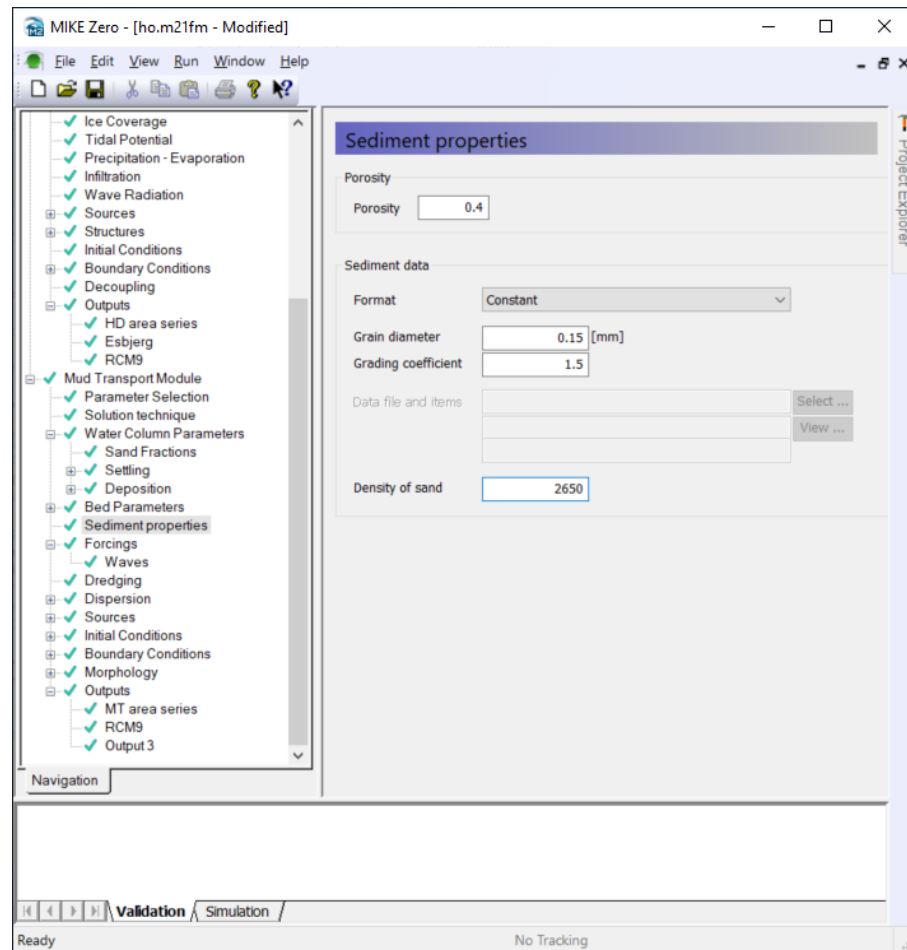 MIKE Zero - [ho.m21fm - Modified]
File Edit View Run Window Help
Ice Coverage
Tidal Potential
Precipitation - Evaporation
Infiltration
Wave Radiation
Sources
Structures
Initial Conditions
Boundary Conditions
Decoupling
Outputs
HD area series
Esbjerg
RCM9
Mud Transport Module
Parameter Selection
Solution technique
Water Column Parameters
Sand Fractions
Settling
Deposition
Bed Parameters
Sediment properties
Forcings
Waves
Dredging
Dispersion
Sources
Initial Conditions
Boundary Conditions
Morphology
Outputs
MT area series
RCM9
Output 3
Navigation
Sediment properties
Porosity
Porosity 0.4
Sediment data
Format Constant
Grain diameter 0.15 [mm]
Grading coefficient 1.5
Data file and items Select ...
View ...
Density of sand 2650
Project Explorer
Validation Simulation
Ready No Tracking